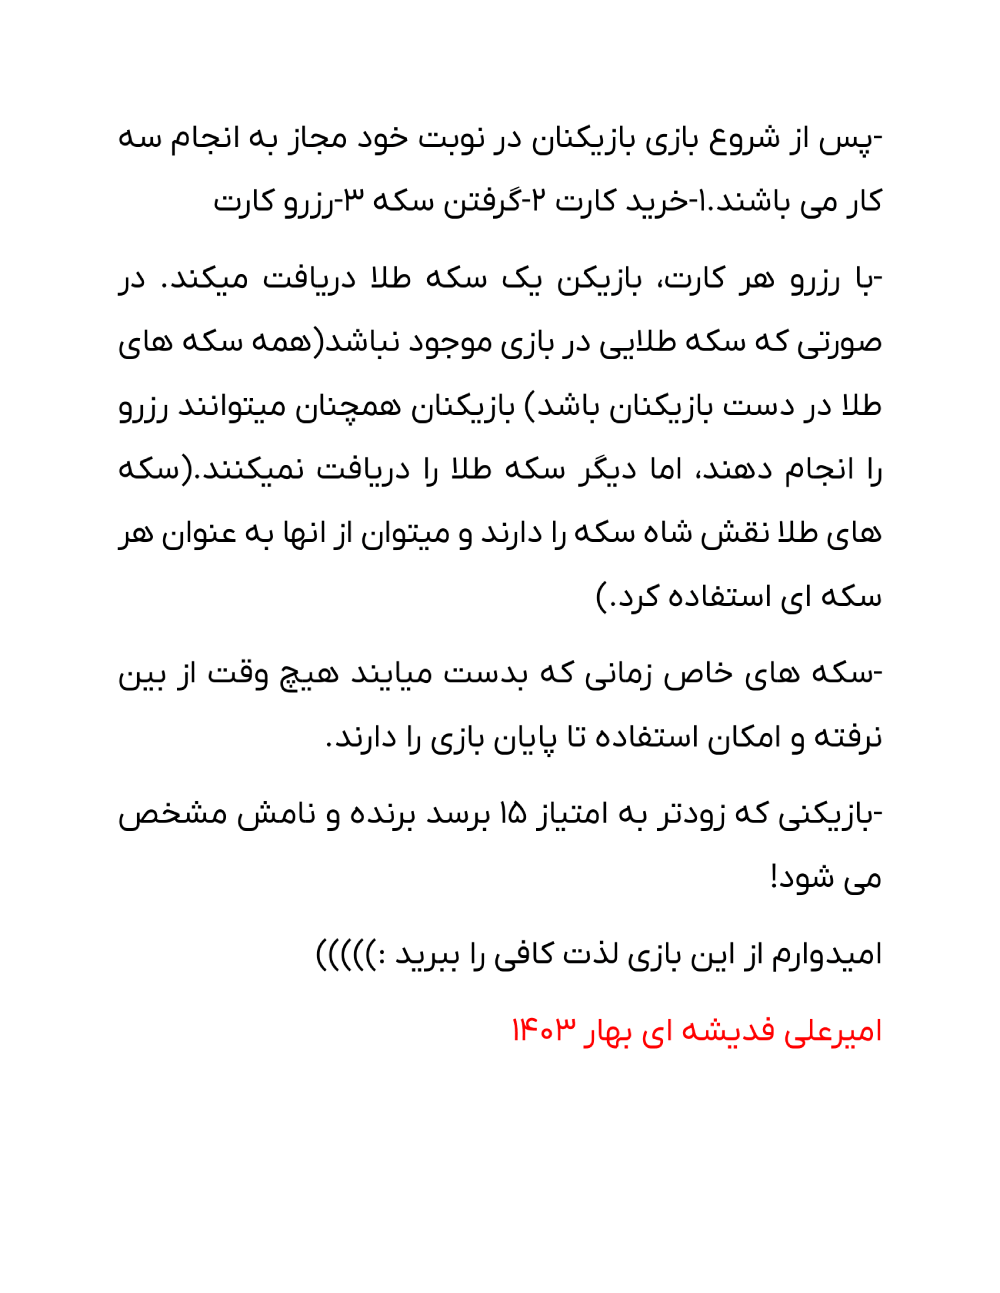 -پس از شروع بازی بازیکنان در نوبت خود مجاز به انجام سه
کار می باشند.۱-خرید کارت ۲-گرفتن سکه ۳-رزرو کارت
-با رزرو هر کارت، بازیکن یک سکه طلا دریافت میکند. در
صورتی که سکه طلایی در بازی موجود نباشد(همه سکه های
طلا در دست بازیکنان باشد) بازیکنان همچنان میتوانند رزرو
را انجام دهند، اما دیگر سکه طلا را دریافت نمیکنند.(سکه
های طلا نقش شاه سکه را دارند و میتوان از انها به عنوان هر
سکه ای استفاده کرد.)
-سکه های خاص زمانی که بدست میایند هیچ وقت از بین
نرفته و امکان استفاده تا پایان بازی را دارند.
-بازیکنی که زودتر به امتیاز ۱۵ برسد برنده و نامش مشخص
می شود!
امیدوارم از این بازی لذت کافی را ببرید :)))))
امیرعلی فدیشه ای بهار ۱۴۰۳